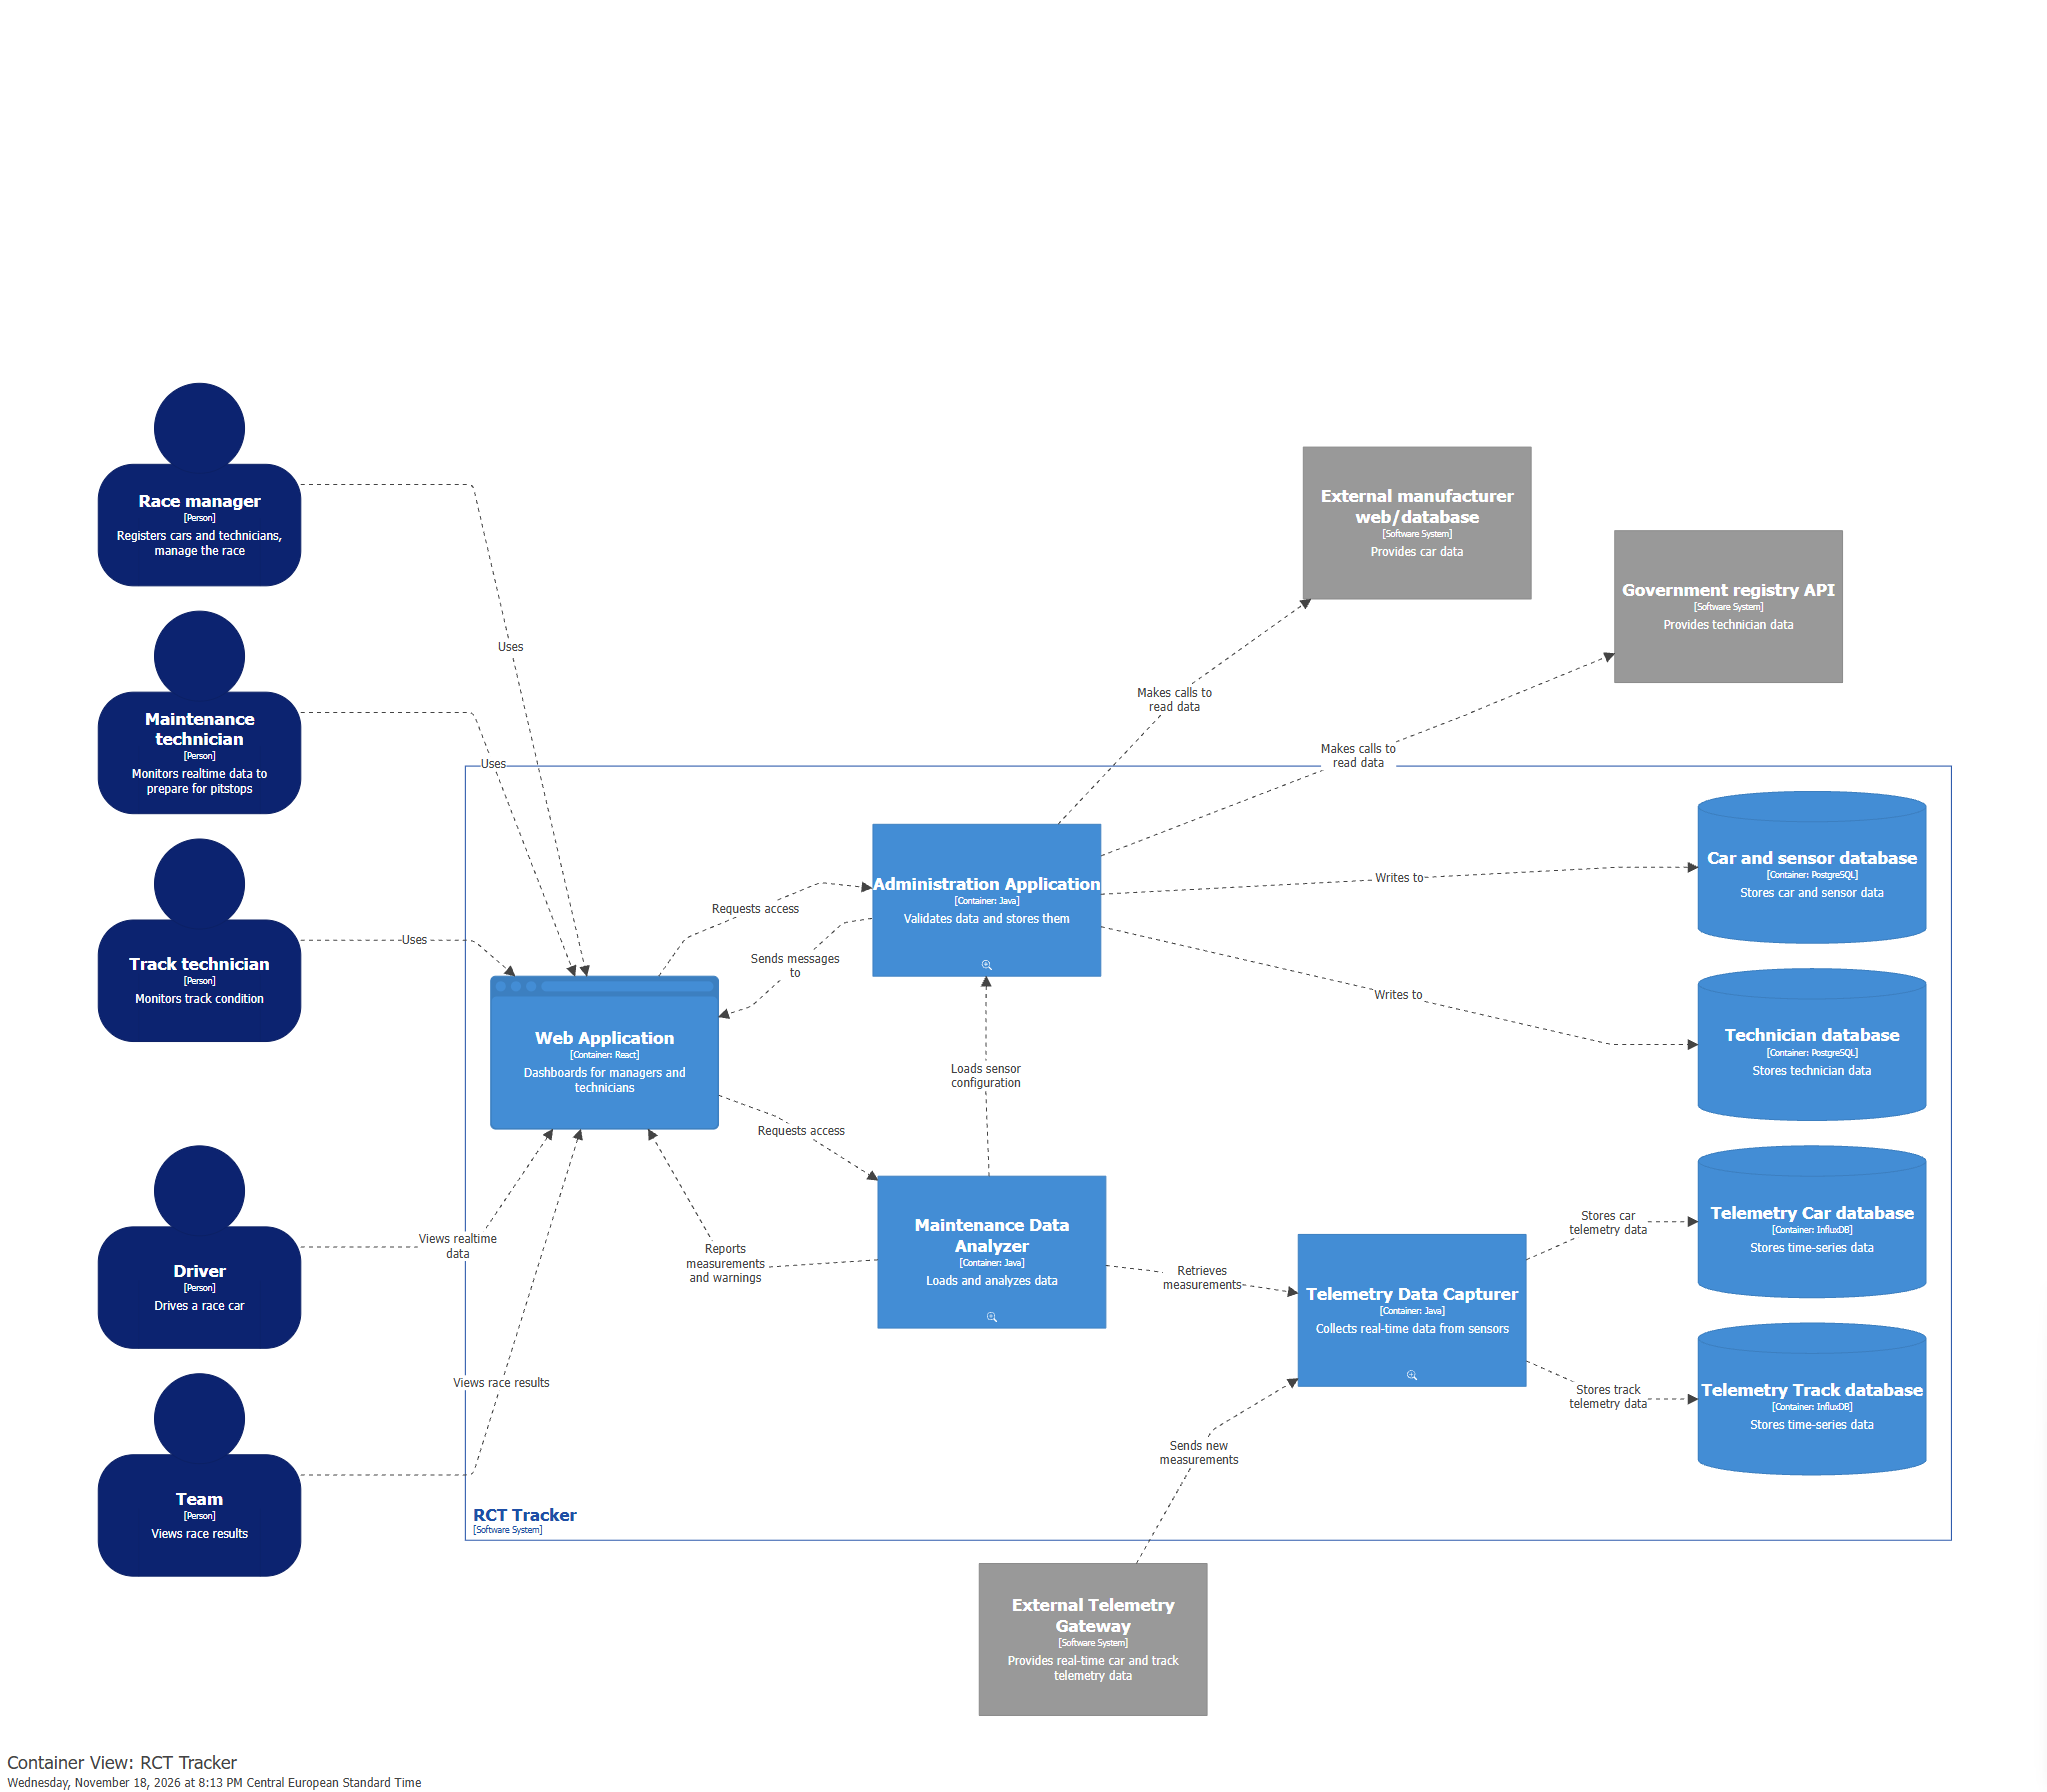 Race manager
[Person]
Registers cars and technicians,
manage the race
Uses
Maintenance
technician
[Person]
Monitors realtime data to
prepare for pitstops
Uses
Track technician
[Person]
Monitors track condition
Uses
Driver
[Person]
Drives a race car
Views realtime
data
Team
[Person]
Views race results
Views race results
External manufacturer
web/database
[Software System]
Provides car data
Government registry API
[Software System]
Provides technician data
Makes calls to
read data
Makes calls to
read data
Administration Application
[Container: Java]
Validates data and stores them
Requests access
Sends messages
to
Web Application
[Container: React]
Dashboards for managers and
technicians
Requests access
Reports
measurements
and warnings
Loads sensor
configuration
Maintenance Data
Analyzer
[Container: Java]
Loads and analyzes data
Retrieves
measurements
Telemetry Data Capturer
[Container: Java]
Collects real-time data from sensors
Writes to
Writes to
Car and sensor database
[Container: PostgreSQL]
Stores car and sensor data
Technician database
[Container: PostgreSQL]
Stores technician data
Stores car
telemetry data
Telemetry Car database
[Container: InfluxDB]
Stores time-series data
Stores track
telemetry data
Telemetry Track database
[Container: InfluxDB]
Stores time-series data
Sends new
measurements
RCT Tracker
[Software System]
External Telemetry
Gateway
[Software System]
Provides real-time car and track
telemetry data
Container View: RCT Tracker
Wednesday, November 18, 2026 at 8:13 PM Central European Standard Time